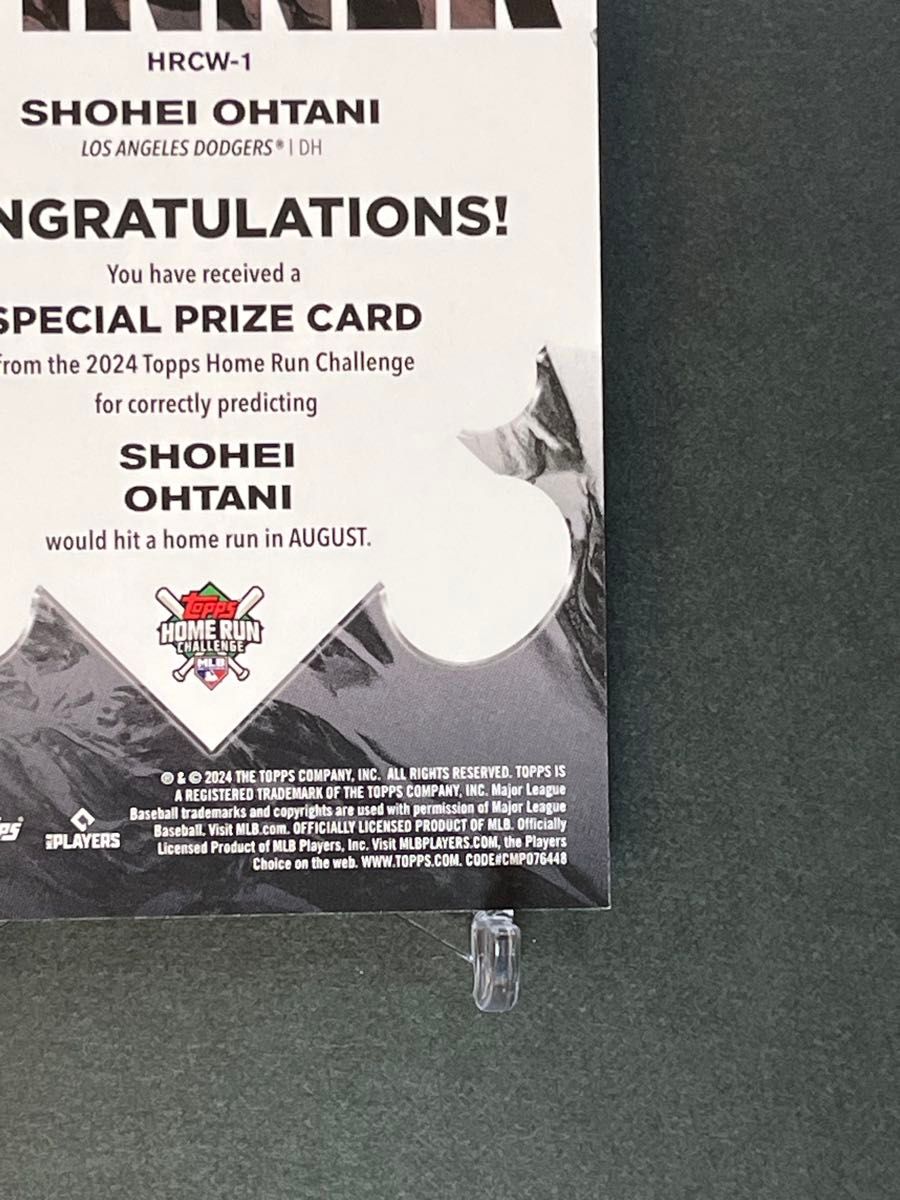 INNER
HRCW-1
SHOHEI OHTANI
LOS ANGELES DODGERS® | DH
NGRATULATIONS!
You have received a
SPECIAL PRIZE CARD
from the 2024 Topps Home Run Challenge
for correctly predicting
SHOHEI
OHTANI
would hit a home run in AUGUST.
topps
HOME RUN
CHALLENGE
MLB
® & © 2024 THE TOPPS COMPANY, INC. ALL RIGHTS RESERVED. TOPPS IS
A REGISTERED TRADEMARK OF THE TOPPS COMPANY, INC. Major League
Baseball trademarks and copyrights are used with permission of Major League
Baseball. Visit MLB.com. OFFICIALLY LICENSED PRODUCT OF MLB. Officially
Licensed Product of MLB Players, Inc. Visit MLBPLAYERS.COM, the Players
Choice on the web. WWW.TOPPS.COM. CODE#CMP076448
PLAYERS